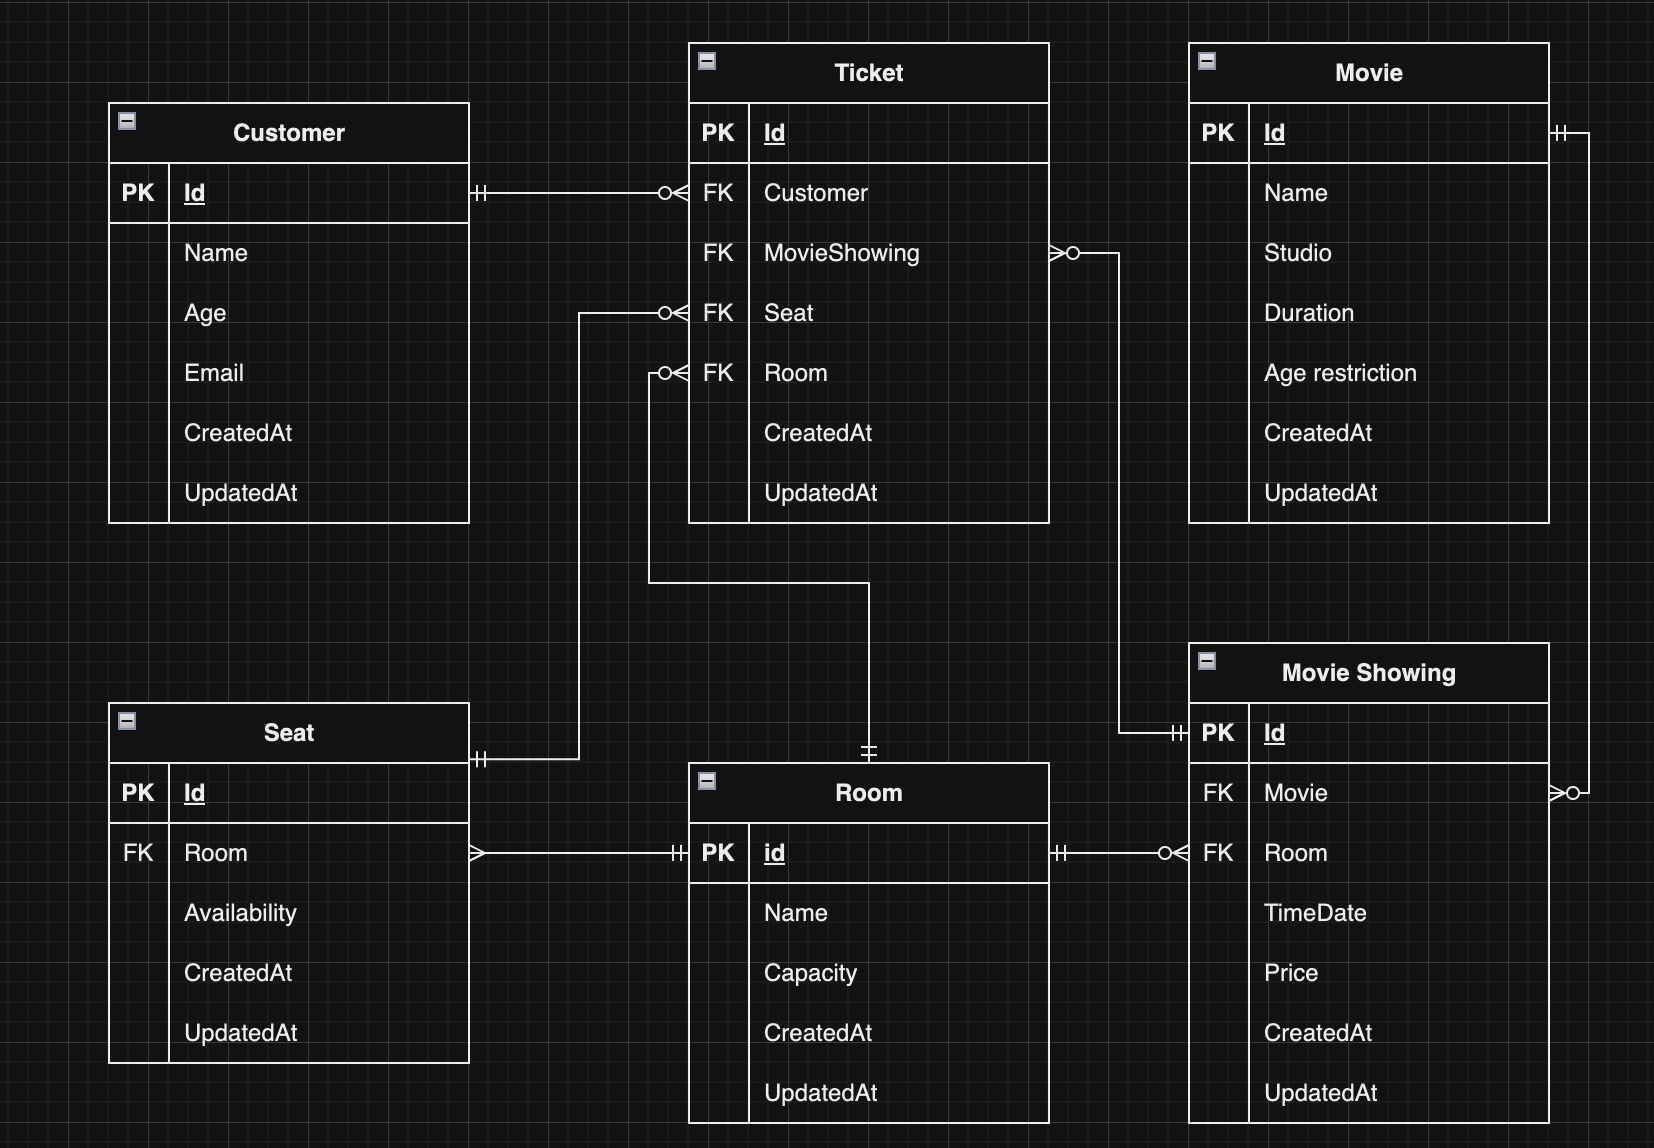 Customer
PK Id
Name
Age
Email
CreatedAt
UpdatedAt
Ticket
PK Id
FK Customer
FK MovieShowing
FK Seat
FK Room
CreatedAt
UpdatedAt
Movie
PK Id
Name
Studio
Duration
Age restriction
CreatedAt
UpdatedAt
Seat
PK Id
FK Room
Availability
CreatedAt
UpdatedAt
Room
PK id
Name
Capacity
CreatedAt
UpdatedAt
Movie Showing
PK Id
FK Movie
FK Room
TimeDate
Price
CreatedAt
UpdatedAt